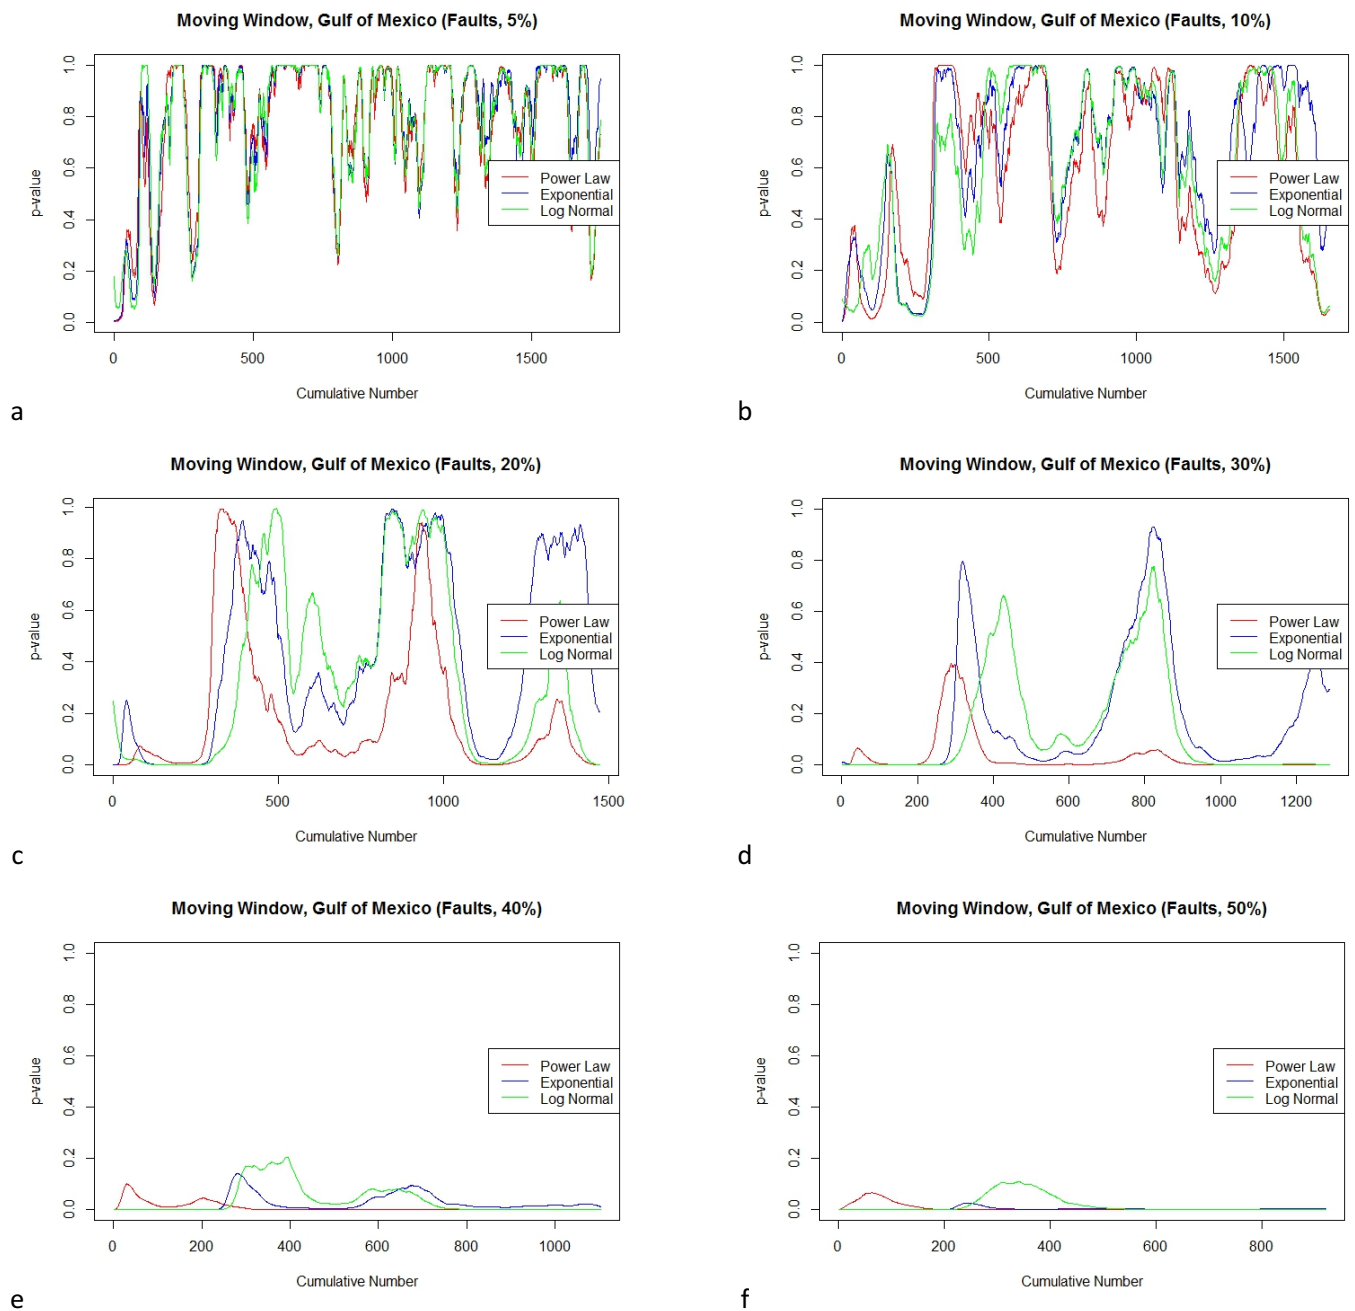 Moving Window, Gulf of Mexico (Faults, 5%)
p-value
0.0 0.2 0.4 0.6 0.8 1.0
Power Law
Exponential
Log Normal
0 500 1000 1500
Cumulative Number
a
Moving Window, Gulf of Mexico (Faults, 10%)
p-value
0.0 0.2 0.4 0.6 0.8 1.0
Power Law
Exponential
Log Normal
0 500 1000 1500
Cumulative Number
b
Moving Window, Gulf of Mexico (Faults, 20%)
p-value
0.0 0.2 0.4 0.6 0.8 1.0
Power Law
Exponential
Log Normal
0 500 1000 1500
Cumulative Number
c
Moving Window, Gulf of Mexico (Faults, 30%)
p-value
0.0 0.2 0.4 0.6 0.8 1.0
Power Law
Exponential
Log Normal
0 200 400 600 800 1000 1200
Cumulative Number
d
Moving Window, Gulf of Mexico (Faults, 40%)
p-value
0.0 0.2 0.4 0.6 0.8 1.0
Power Law
Exponential
Log Normal
0 200 400 600 800 1000
Cumulative Number
e
Moving Window, Gulf of Mexico (Faults, 50%)
p-value
0.0 0.2 0.4 0.6 0.8 1.0
Power Law
Exponential
Log Normal
0 200 400 600 800
Cumulative Number
f